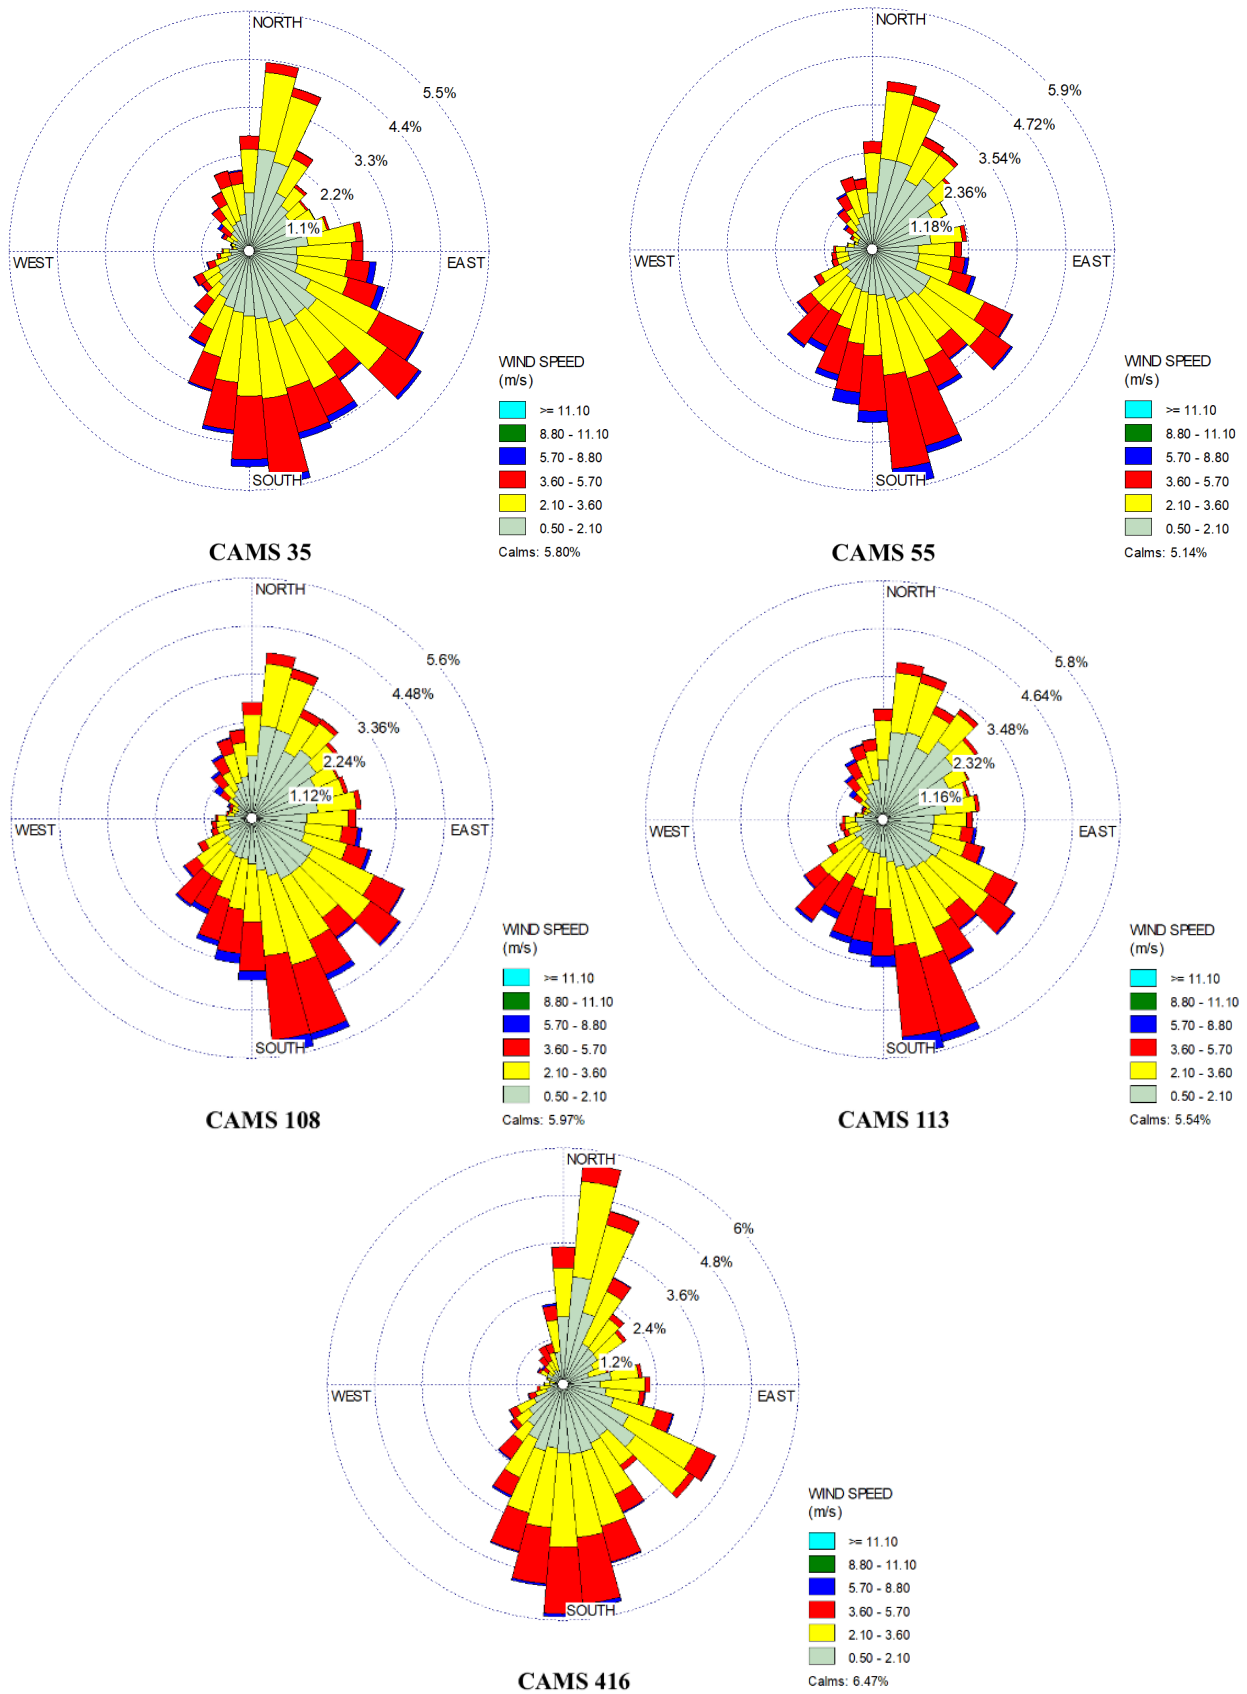 NORTH
5.5%
4.4%
3.3%
2.2%
1.1%
WEST
EAST
SOUTH
WIND SPEED
(m/s)
>= 11.10
8.80 - 11.10
5.70 - 8.80
3.60 - 5.70
2.10 - 3.60
0.50 - 2.10
Calms: 5.80%
CAMS 35
NORTH
5.9%
4.72%
3.54%
2.36%
1.18%
WEST
EAST
SOUTH
WIND SPEED
(m/s)
>= 11.10
8.80 - 11.10
5.70 - 8.80
3.60 - 5.70
2.10 - 3.60
0.50 - 2.10
Calms: 5.14%
CAMS 55
NORTH
5.6%
4.48%
3.36%
2.24%
1.12%
WEST
EAST
SOUTH
WIND SPEED
(m/s)
>= 11.10
8.80 - 11.10
5.70 - 8.80
3.60 - 5.70
2.10 - 3.60
0.50 - 2.10
Calms: 5.97%
CAMS 108
NORTH
5.8%
4.64%
3.48%
2.32%
1.16%
WEST
EAST
SOUTH
WIND SPEED
(m/s)
>= 11.10
8.80 - 11.10
5.70 - 8.80
3.60 - 5.70
2.10 - 3.60
0.50 - 2.10
Calms: 5.54%
CAMS 113
NORTH
6%
4.8%
3.6%
2.4%
1.2%
WEST
EAST
SOUTH
WIND SPEED
(m/s)
>= 11.10
8.80 - 11.10
5.70 - 8.80
3.60 - 5.70
2.10 - 3.60
0.50 - 2.10
Calms: 6.47%
CAMS 416